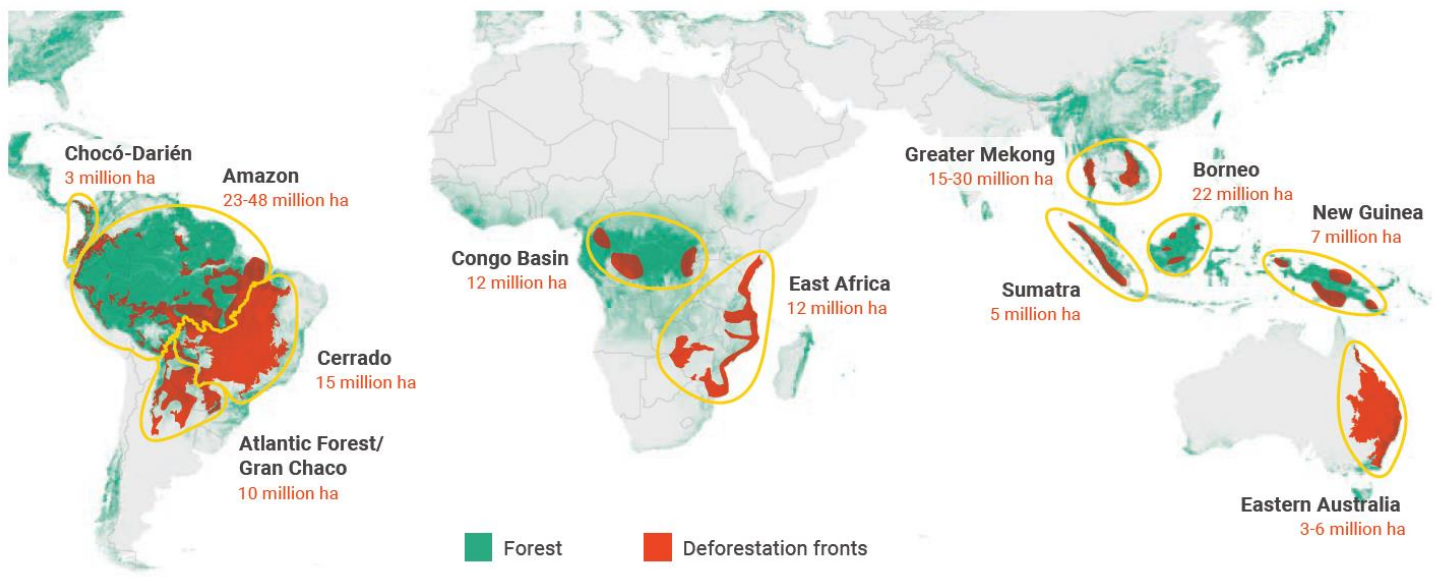 Chocó-Darién
3 million ha
Amazon
23-48 million ha
Cerrado
15 million ha
Atlantic Forest/
Gran Chaco
10 million ha
Congo Basin
12 million ha
East Africa
12 million ha
Greater Mekong
15-30 million ha
Borneo
22 million ha
New Guinea
7 million ha
Sumatra
5 million ha
Eastern Australia
3-6 million ha
Forest
Deforestation fronts